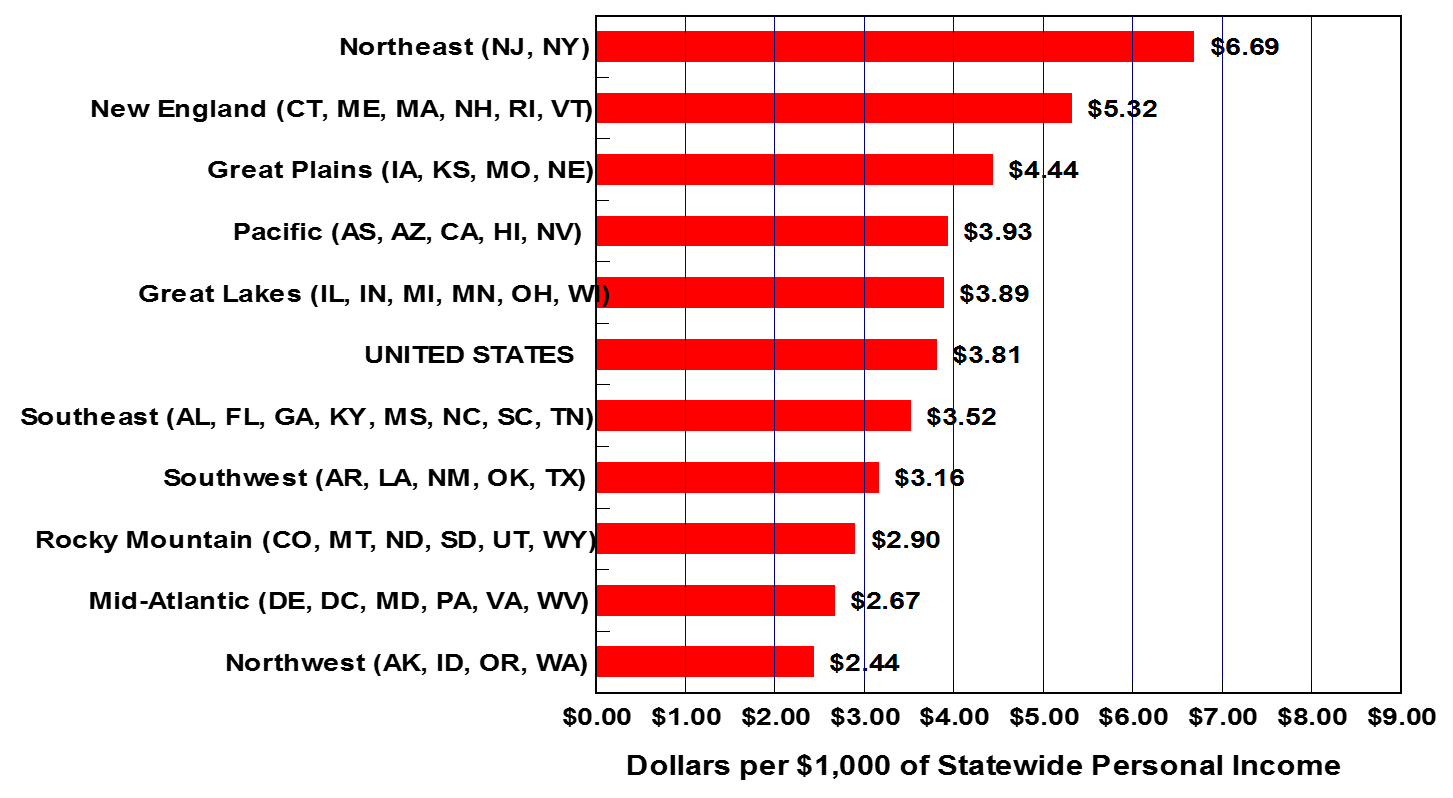 Northeast (NJ, NY) $6.69
New England (CT, ME, MA, NH, RI, VT) $5.32
Great Plains (IA, KS, MO, NE) $4.44
Pacific (AS, AZ, CA, HI, NV) $3.93
Great Lakes (IL, IN, MI, MN, OH, WI) $3.89
UNITED STATES $3.81
Southeast (AL, FL, GA, KY, MS, NC, SC, TN) $3.52
Southwest (AR, LA, NM, OK, TX) $3.16
Rocky Mountain (CO, MT, ND, SD, UT, WY) $2.90
Mid-Atlantic (DE, DC, MD, PA, VA, WV) $2.67
Northwest (AK, ID, OR, WA) $2.44
$0.00 $1.00 $2.00 $3.00 $4.00 $5.00 $6.00 $7.00 $8.00 $9.00
Dollars per $1,000 of Statewide Personal Income